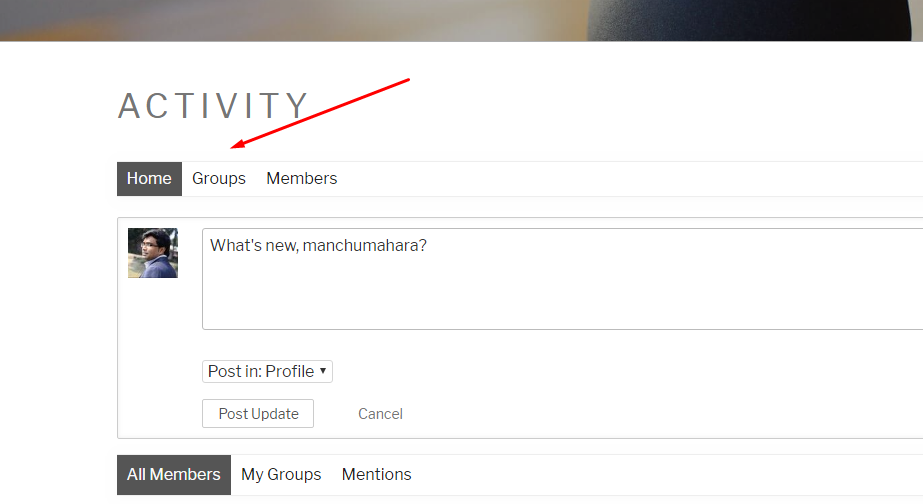 ACTIVITY
Home Groups Members
What's new, manchumahara?
Post in: Profile
Post Update Cancel
All Members My Groups Mentions